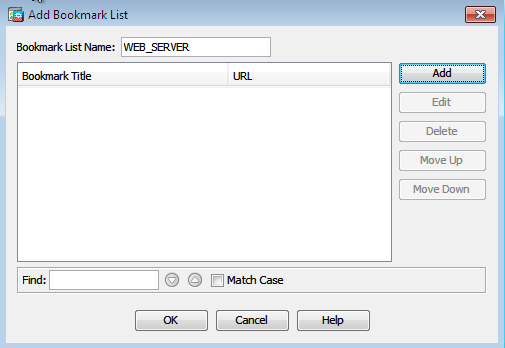 Add Bookmark List
Bookmark List Name: WEB_SERVER
Bookmark Title URL
Add
Edit
Delete
Move Up
Move Down
Find: Match Case
OK Cancel Help